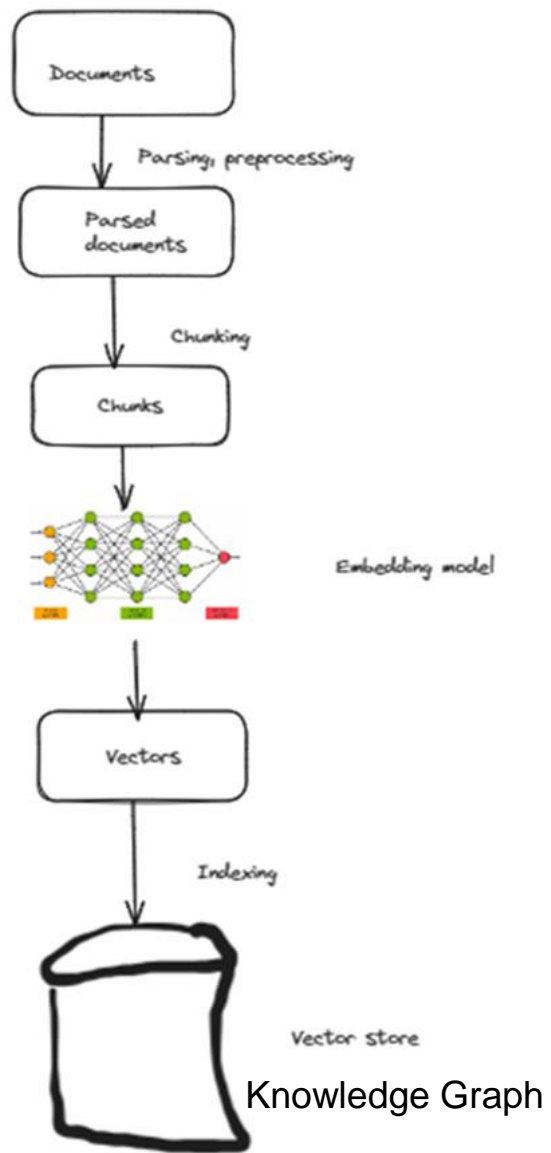 Documents
Parsing, preprocessing
Parsed
documents
Chunking
Chunks
Embedding model
Vectors
Indexing
Vector store
Knowledge Graph